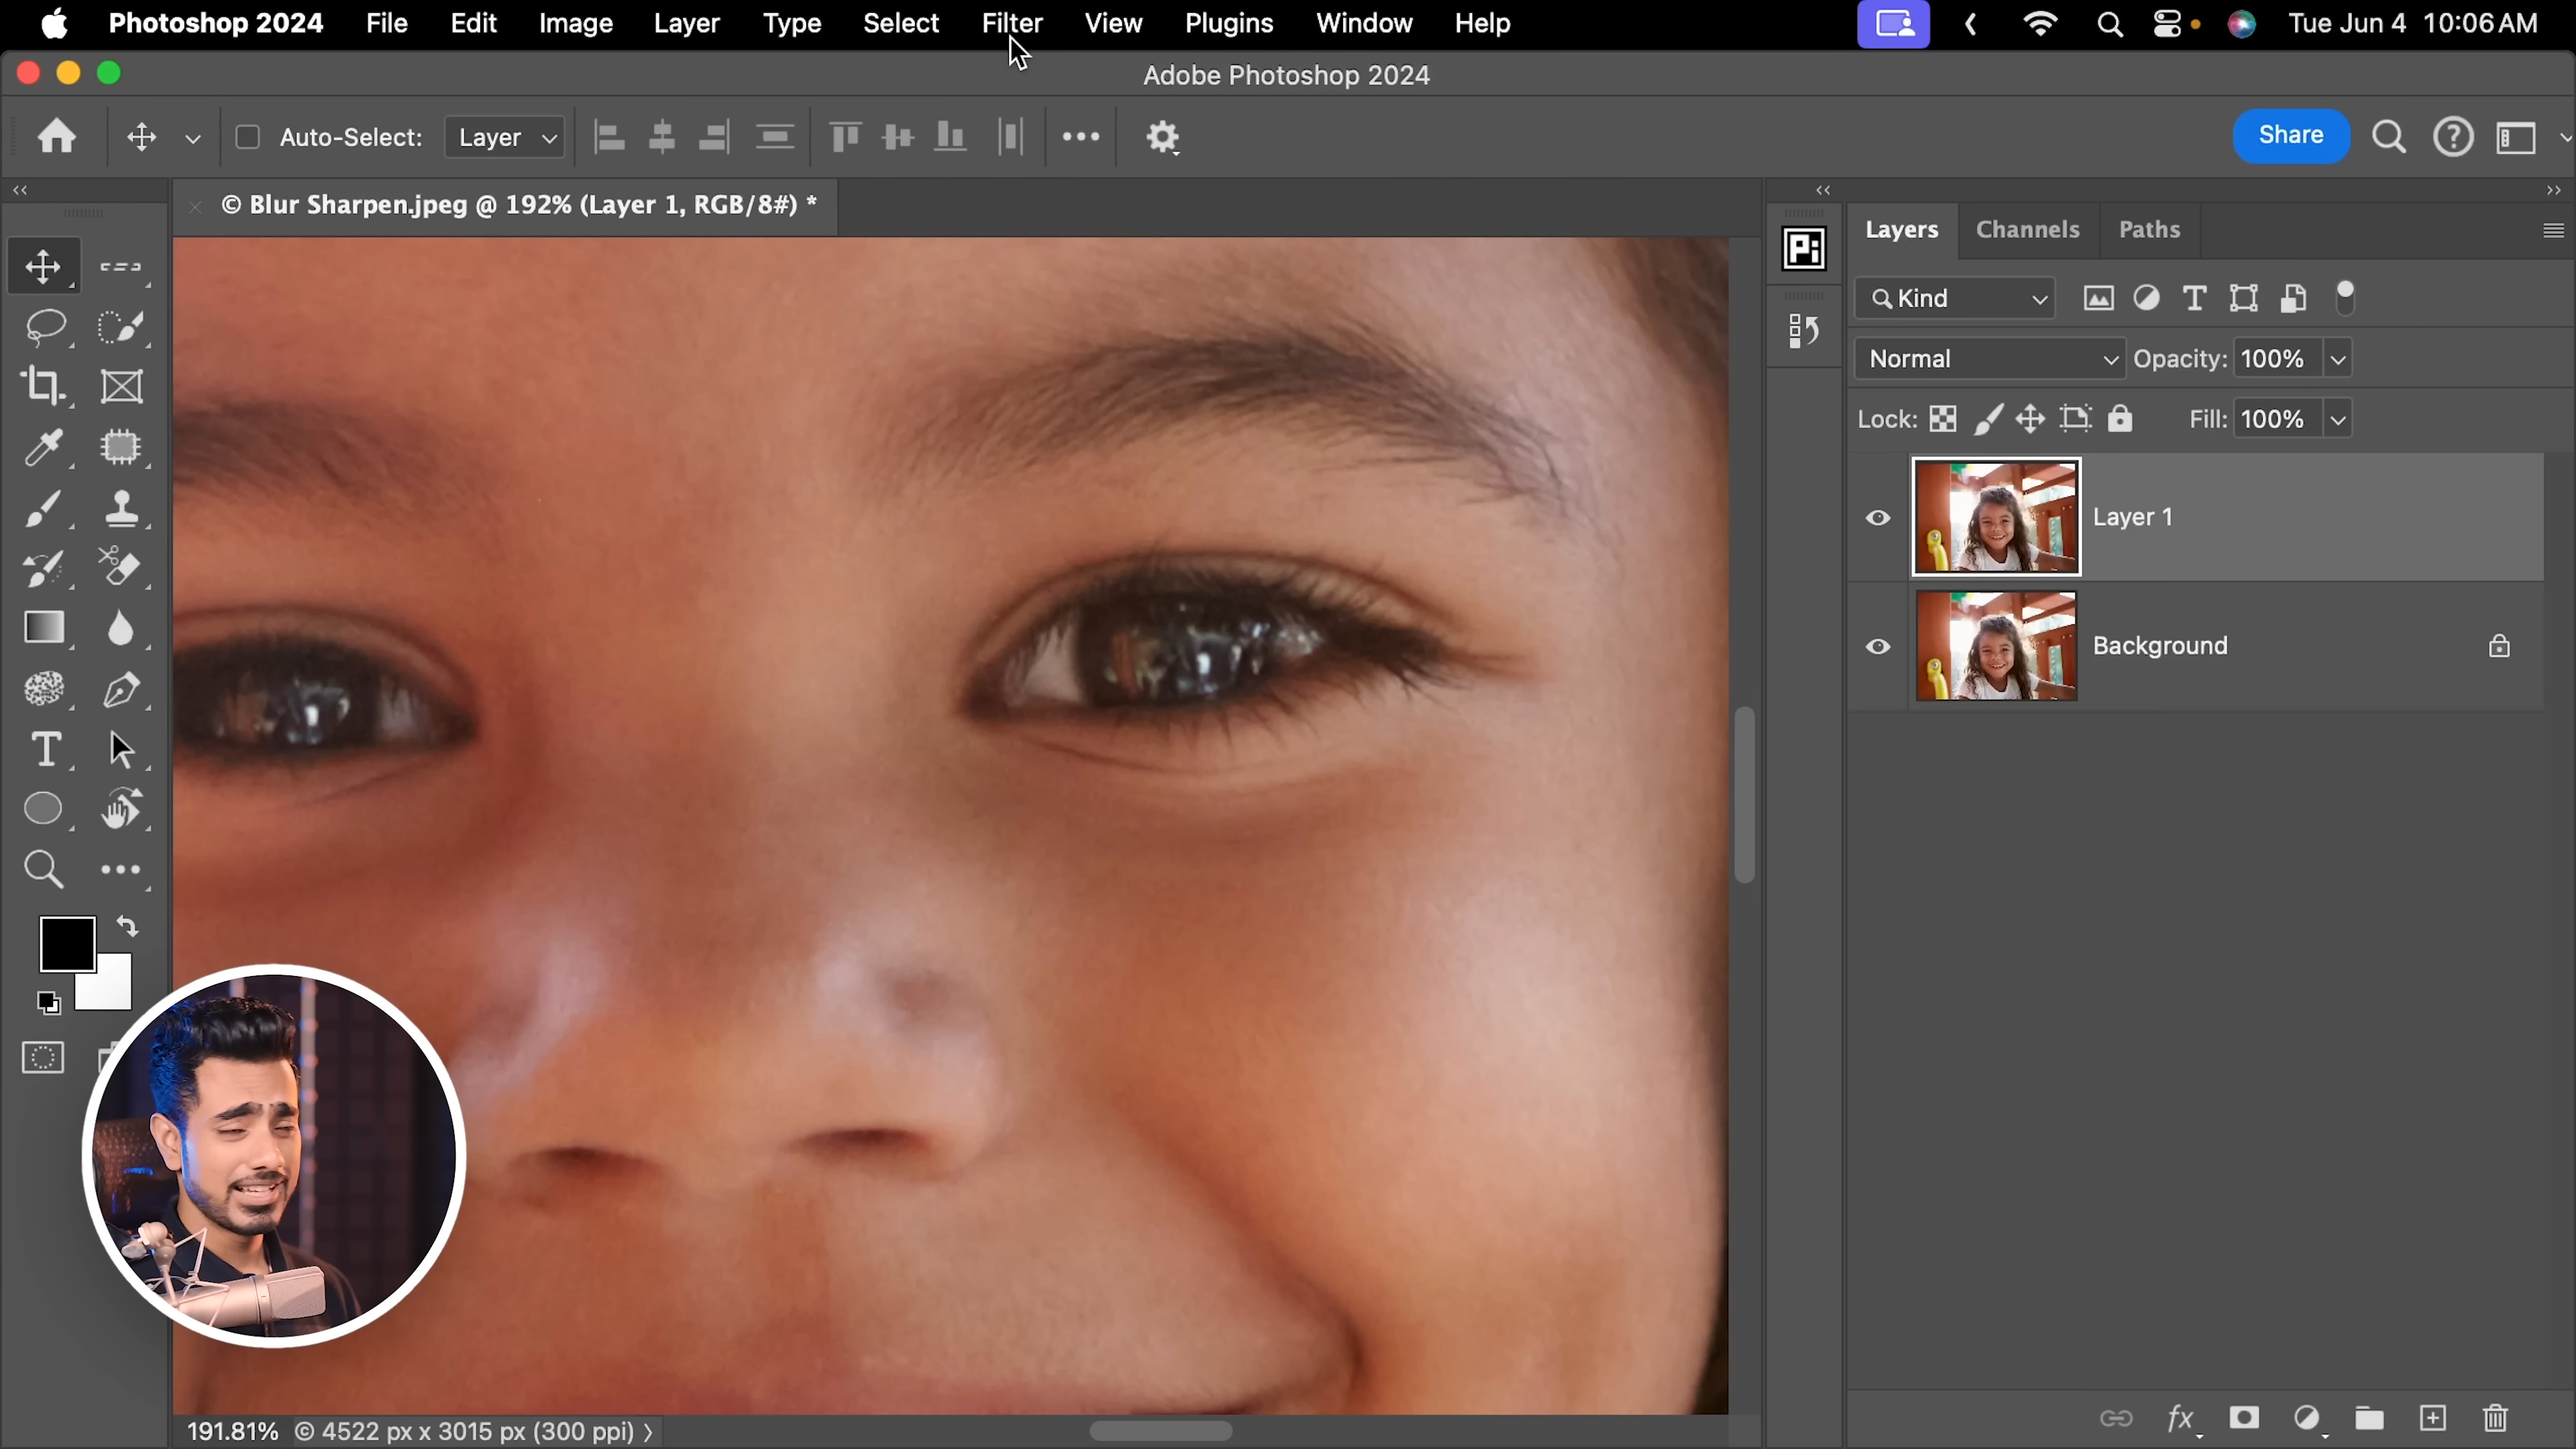 Photoshop 2024 File Edit Image Layer Type Select Filter View Plugins Window Help Tue Jun 4 10:06 AM
Adobe Photoshop 2024
Auto-Select: Layer Share
© Blur Sharpen.jpeg @ 192% (Layer 1, RGB/8#) *
Layers Channels Paths
Pi
Kind
Normal Opacity: 100%
Lock: Fill: 100%
Layer 1
Background
191.81% © 4522 px x 3015 px (300 ppi)
fx